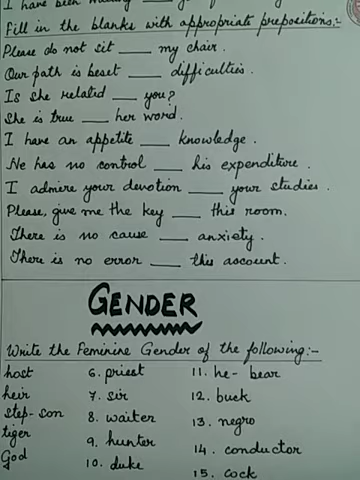 I have been
Fill in the blanks with appropriate prepositions:-
Please do not sit ___ my chair.
Our path is beset ___ difficulties.
Is she related ___ you?
She is true ___ her word.
I have an appetite ___ knowledge.
He has no control ___ his expenditure.
I admire your devotion ___ your studies.
Please, give me the key ___ this room.
There is no cause ___ anxiety.
There is no error ___ this account.
GENDER
Write the Feminine Gender of the following:-
host 6. priest 11. he-bear
heir 7. sir 12. buck
step-son 8. waiter 13. negro
tiger 9. hunter 14. conductor
God 10. duke 15. cock